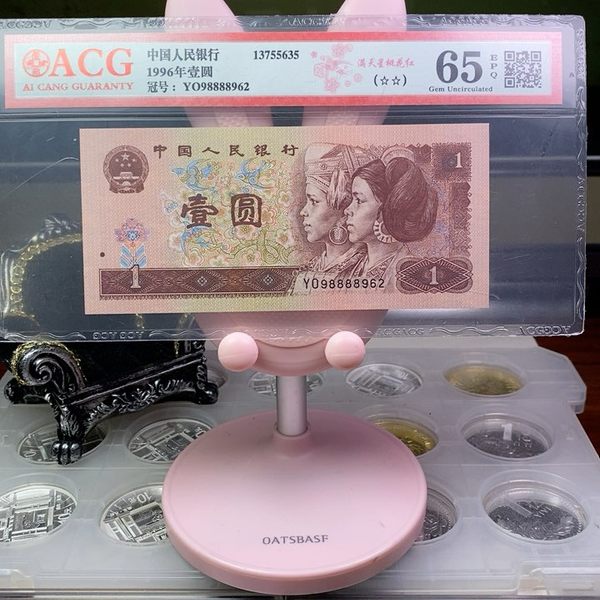 ACG
AI CANG GUARANTY
中国人民银行
1996年壹圆
冠号：YO98888962
13755635
满天星桃花红
(☆☆)
65
EPQ
Gem Uncirculated
中国人民银行
1
壹圆
1
YO98888962
1
OATSBASF
1
10